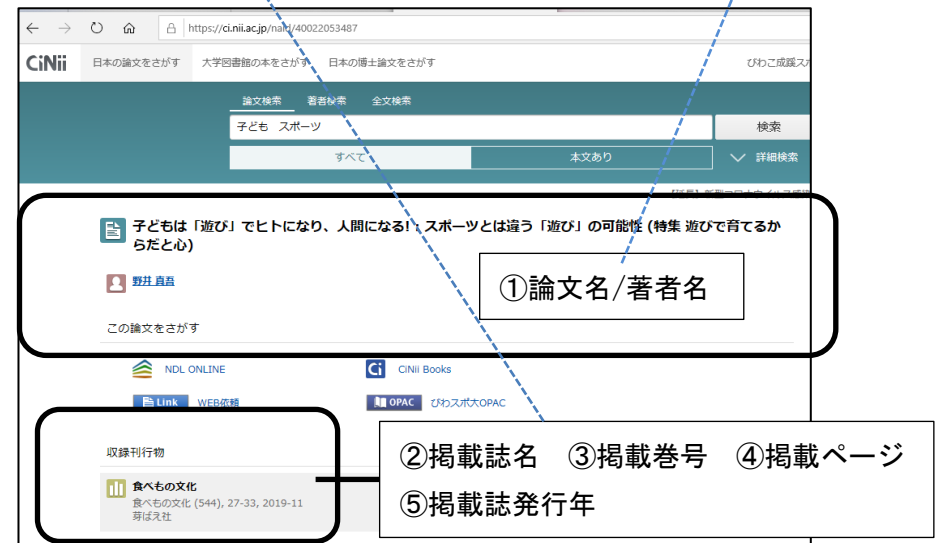 https://ci.nii.ac.jp/naid/40022053487
CiNii 日本の論文をさがす 大学図書館の本をさがす 日本の博士論文をさがす びわこ成蹊スポ
論文検索 著者検索 全文検索
子ども スポーツ 検索
すべて 本文あり 詳細検索
子どもは「遊び」でヒトになり、人間になる! : スポーツとは違う「遊び」の可能性 (特集 遊びで育てるか
らだと心)
野井 真吾
①論文名/著者名
この論文をさがす
NDL ONLINE Ci CiNii Books
Link WEB依頼 OPAC びわスポ大OPAC
収録刊行物
②掲載誌名 ③掲載巻号 ④掲載ページ
⑤掲載誌発行年
食べもの文化
食べもの文化 (544), 27-33, 2019-11
芽ばえ社